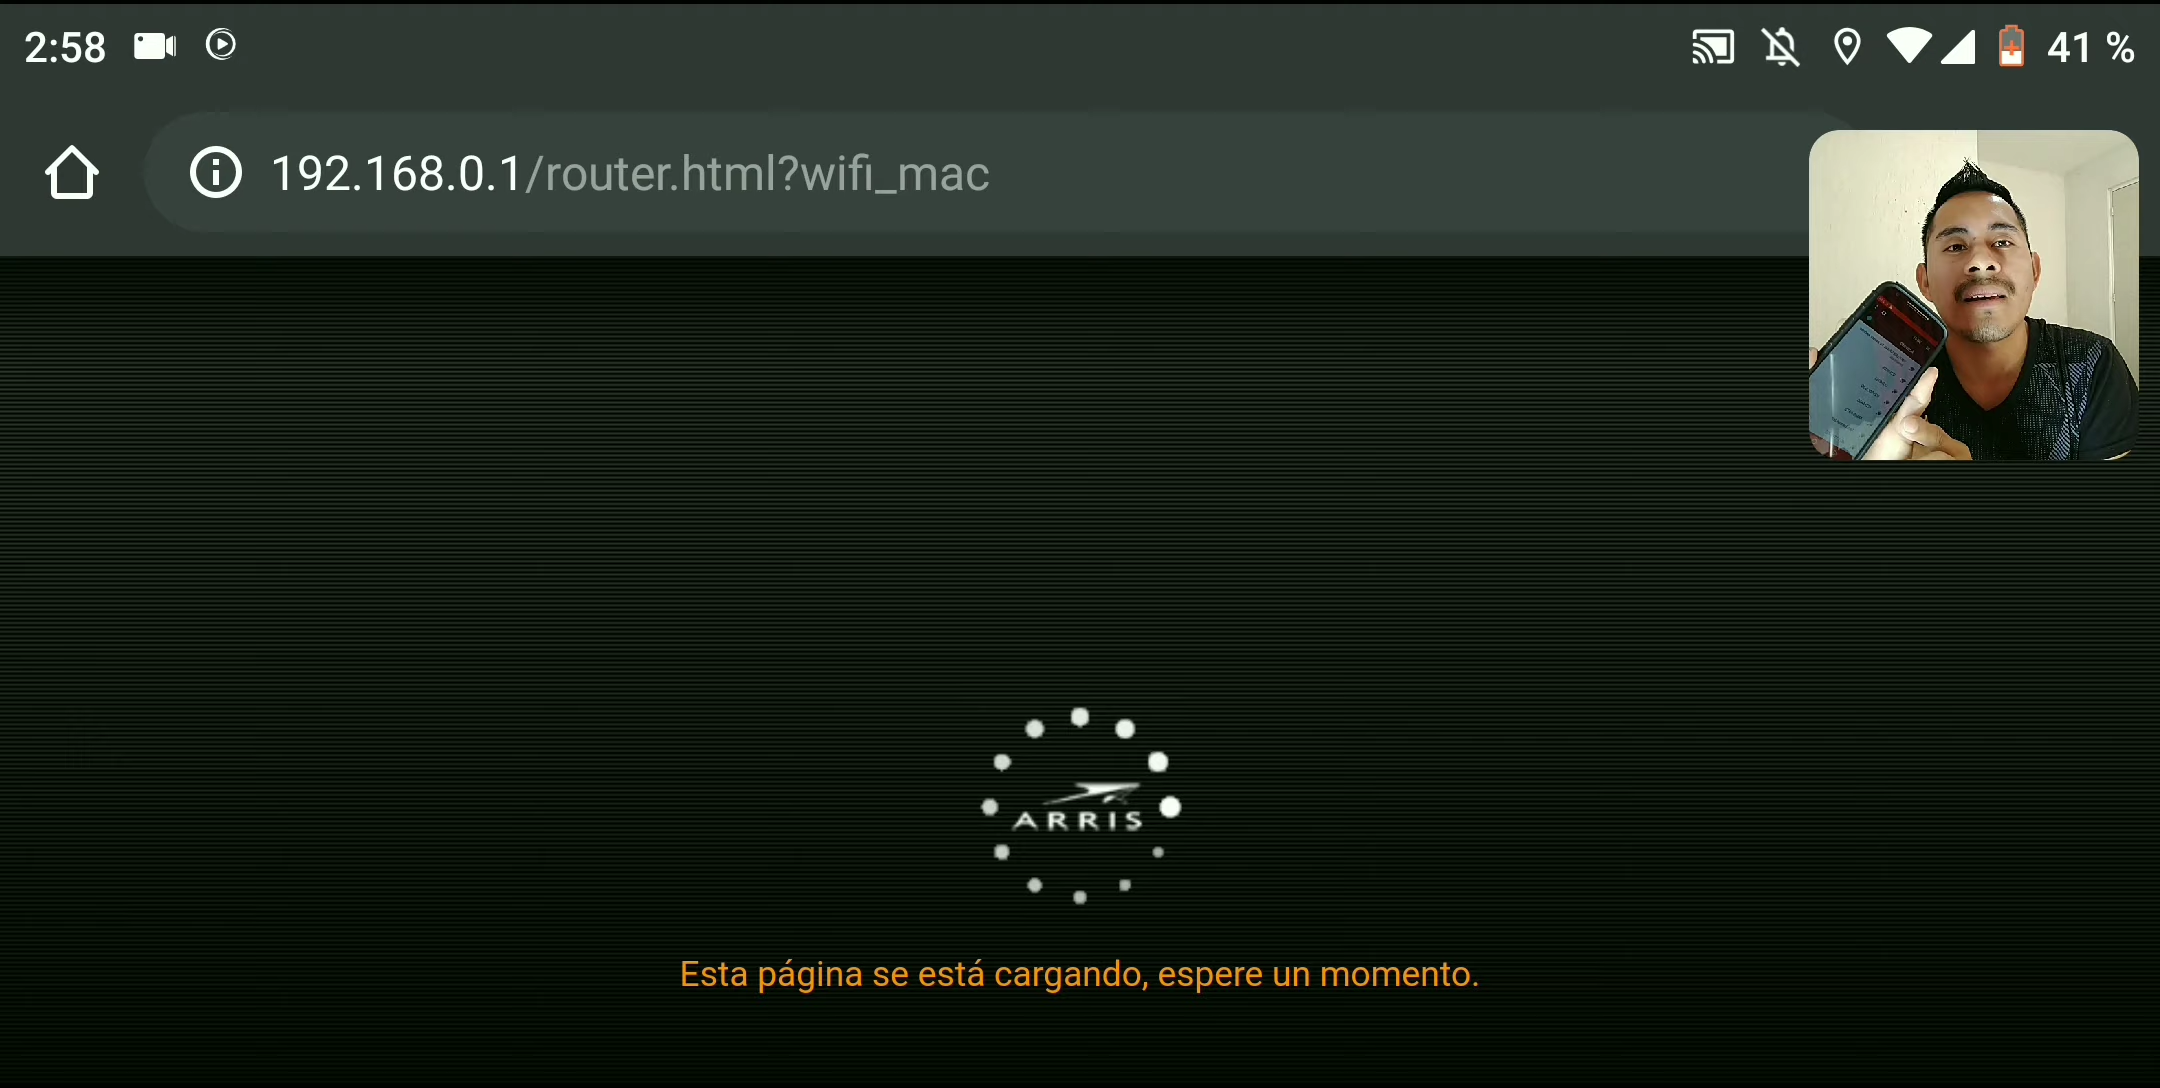 2:58
41 %
192.168.0.1/router.html?wifi_mac
ARRIS
Esta página se está cargando, espere un momento.